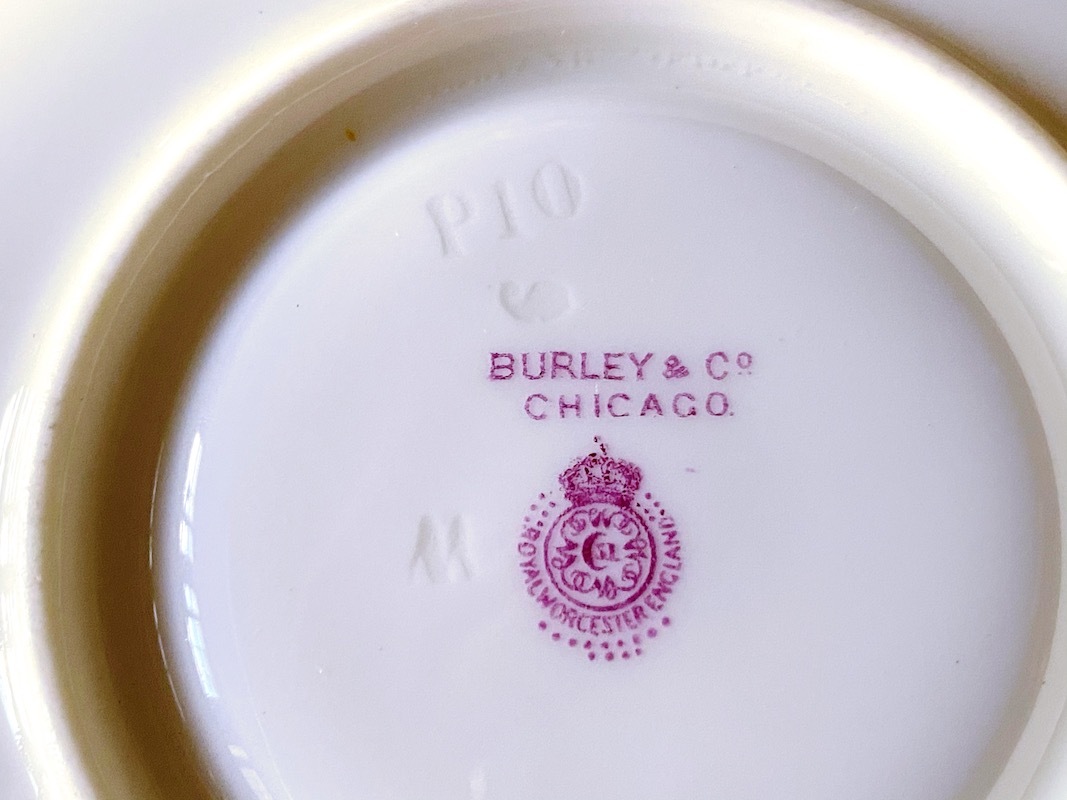 P10
S
BURLEY & Cº
CHICAGO.
ROYAL WORCESTER ENGLAND